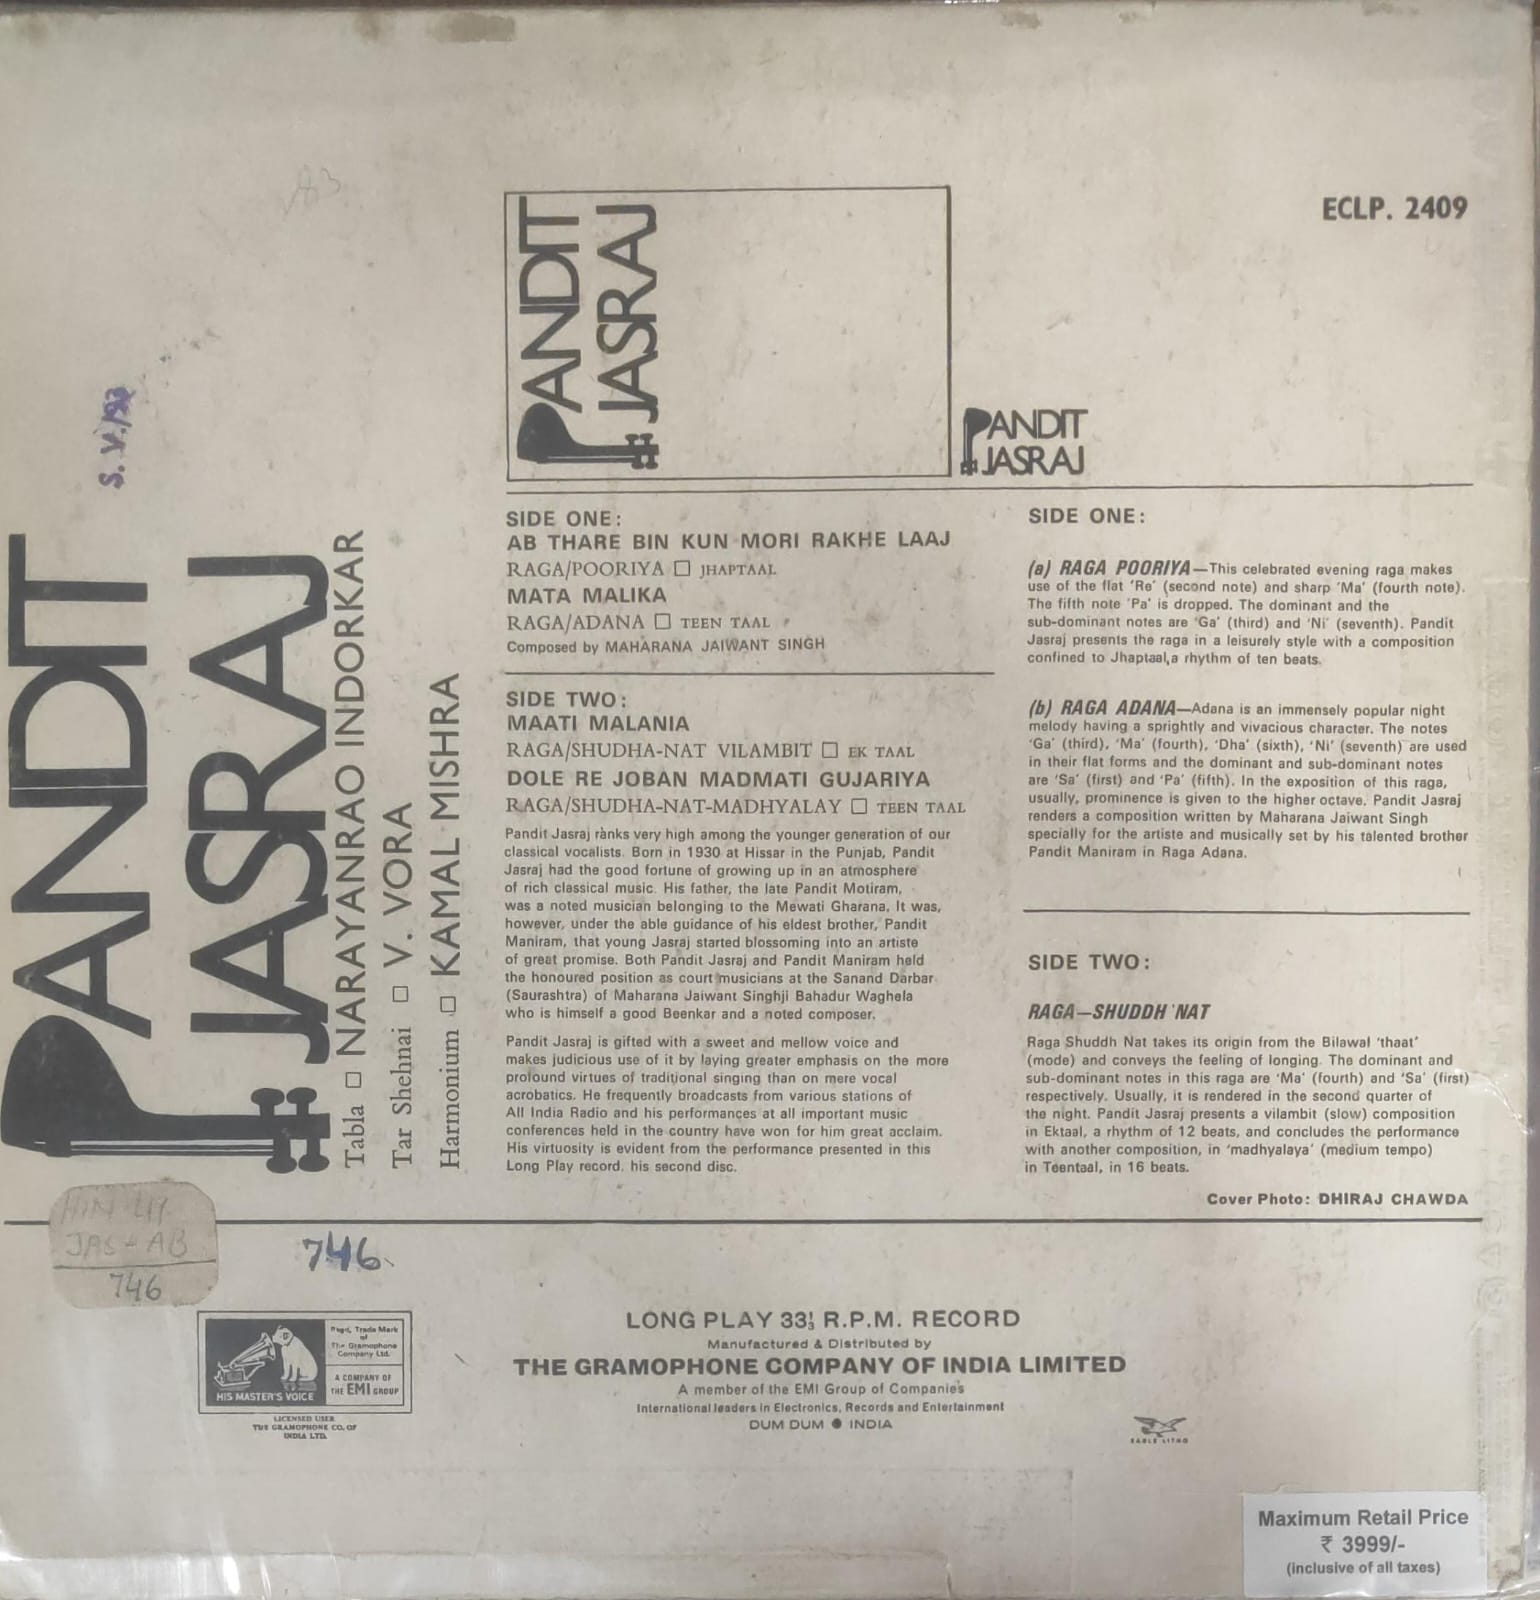 ECLP. 2409
PANDIT
JASRAJ
PANDIT
JASRAJ
S. V. 193
PANDIT
JASRAJ
Tabla □ NARAYANRAO INDORKAR
Tar Shehnai □ V. VORA
Harmonium □ KAMAL MISHRA
SIDE ONE:
AB THARE BIN KUN MORI RAKHE LAAJ
RAGA/POORIYA □ JHAPTAAL
MATA MALIKA
RAGA/ADANA □ TEEN TAAL
Composed by MAHARANA JAIWANT SINGH
SIDE TWO:
MAATI MALANIA
RAGA/SHUDHA-NAT VILAMBIT □ EK TAAL
DOLE RE JOBAN MADMATI GUJARIYA
RAGA/SHUDHA-NAT-MADHYALAY □ TEEN TAAL
Pandit Jasraj ranks very high among the younger generation of our
classical vocalists. Born in 1930 at Hissar in the Punjab, Pandit
Jasraj had the good fortune of growing up in an atmosphere
of rich classical music. His father, the late Pandit Motiram,
was a noted musician belonging to the Mewati Gharana. It was,
however, under the able guidance of his eldest brother, Pandit
Maniram, that young Jasraj started blossoming into an artiste
of great promise. Both Pandit Jasraj and Pandit Maniram held
the honoured position as court musicians at the Sanand Darbar
(Saurashtra) of Maharana Jaiwant Singhji Bahadur Waghela
who is himself a good Beenkar and a noted composer.
Pandit Jasraj is gifted with a sweet and mellow voice and
makes judicious use of it by laying greater emphasis on the more
profound virtues of traditional singing than on mere vocal
acrobatics. He frequently broadcasts from various stations of
All India Radio and his performances at all important music
conferences held in the country have won for him great acclaim.
His virtuosity is evident from the performance presented in this
Long Play record, his second disc.
SIDE ONE:
(a) RAGA POORIYA—This celebrated evening raga makes
use of the flat 'Re' (second note) and sharp 'Ma' (fourth note).
The fifth note 'Pa' is dropped. The dominant and the
sub-dominant notes are 'Ga' (third) and 'Ni' (seventh). Pandit
Jasraj presents the raga in a leisurely style with a composition
confined to Jhaptaal, a rhythm of ten beats.
(b) RAGA ADANA—Adana is an immensely popular night
melody having a sprightly and vivacious character. The notes
'Ga' (third), 'Ma' (fourth), 'Dha' (sixth), 'Ni' (seventh) are used
in their flat forms and the dominant and sub-dominant notes
are 'Sa' (first) and 'Pa' (fifth). In the exposition of this raga,
usually, prominence is given to the higher octave. Pandit Jasraj
renders a composition written by Maharana Jaiwant Singh
specially for the artiste and musically set by his talented brother
Pandit Maniram in Raga Adana.
SIDE TWO:
RAGA—SHUDDH NAT
Raga Shuddh Nat takes its origin from the Bilawal 'thaat'
(mode) and conveys the feeling of longing. The dominant and
sub-dominant notes in this raga are 'Ma' (fourth) and 'Sa' (first)
respectively. Usually, it is rendered in the second quarter of
the night. Pandit Jasraj presents a vilambit (slow) composition
in Ektaal, a rhythm of 12 beats, and concludes the performance
with another composition, in 'madhyalaya' (medium tempo)
in Teentaal, in 16 beats.
Cover Photo: DHIRAJ CHAWDA
JAS - AB
746
746
HIS MASTER'S VOICE
Regd. Trade Mark
of
The Gramophone
Company Ltd.
A COMPANY OF
THE EMI GROUP
LICENSED USER
THE GRAMOPHONE CO. OF
INDIA LTD.
LONG PLAY 33⅓ R.P.M. RECORD
Manufactured & Distributed by
THE GRAMOPHONE COMPANY OF INDIA LIMITED
A member of the EMI Group of Companies
International leaders in Electronics, Records and Entertainment
DUM DUM ● INDIA
EAGLE LITHO
Maximum Retail Price
₹ 3999/-
(inclusive of all taxes)